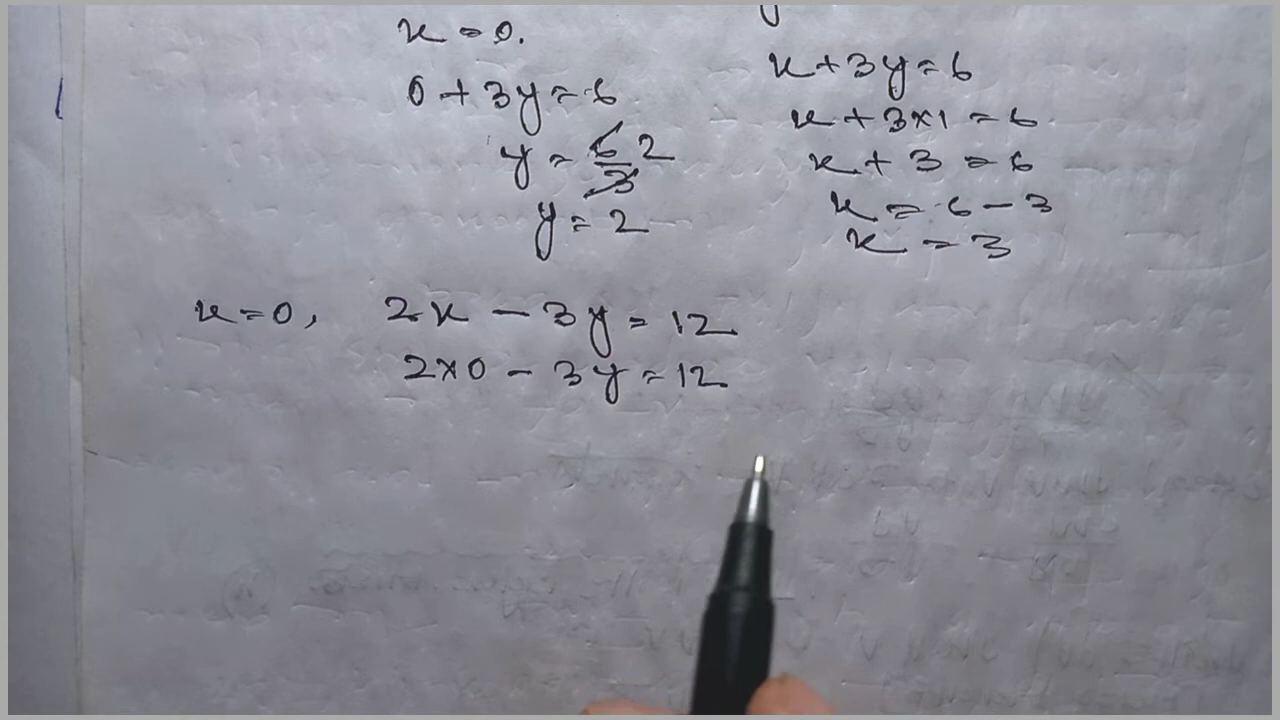 x = 0.
0 + 3y = 6
y = 6/3 2
y = 2
x + 3y = 6
x + 3×1 = 6
x + 3 = 6
x = 6 - 3
x = 3
x = 0, 2x - 3y = 12
2×0 - 3y = 12